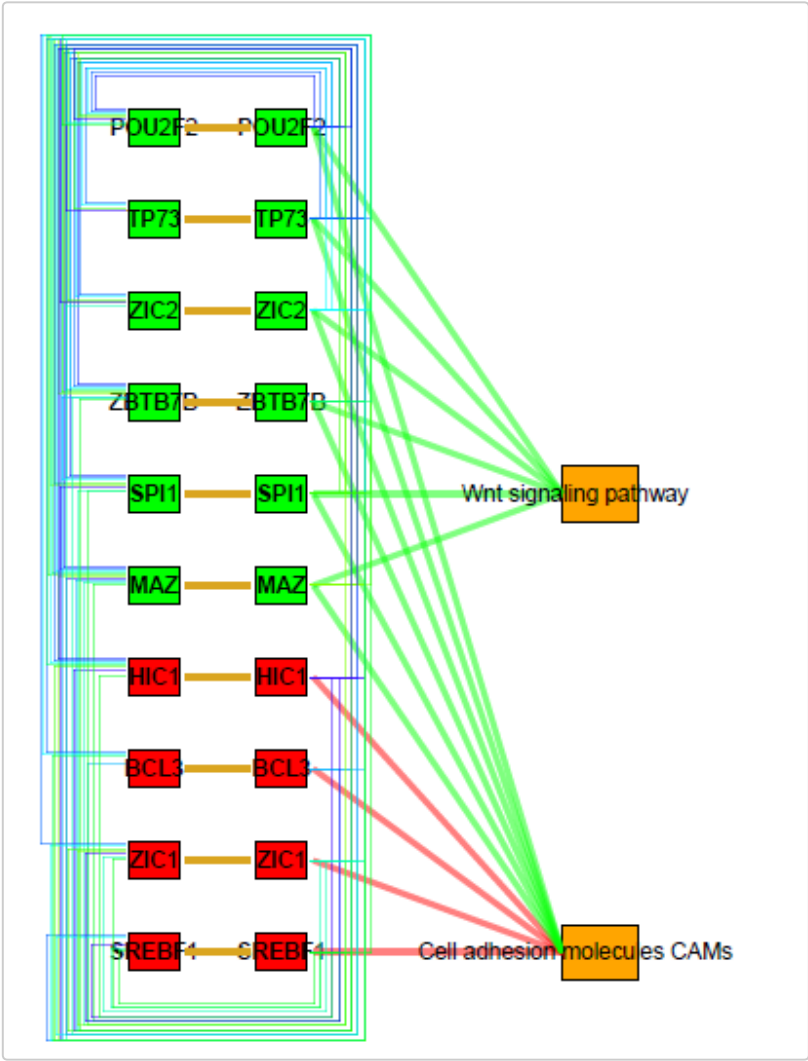 POU2F2 POU2F2
TP73 TP73
ZIC2 ZIC2
ZBTB7B ZBTB7B
SPI1 SPI1
Wnt signaling pathway
MAZ MAZ
HIC1 HIC1
BCL3 BCL3
ZIC1 ZIC1
SREBF1 SREBF1
Cell adhesion molecules CAMs